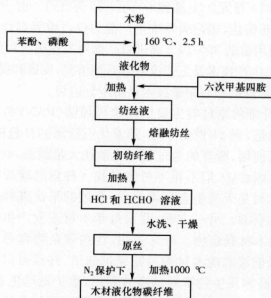 木粉
苯酚、磷酸
160 ℃、2.5 h
液化物
加热
六次甲基四胺
纺丝液
熔融纺丝
初纺纤维
加热
HCl 和 HCHO 溶液
水洗、干燥
原丝
N₃保护下
加热1000 ℃
木材液化物碳纤维